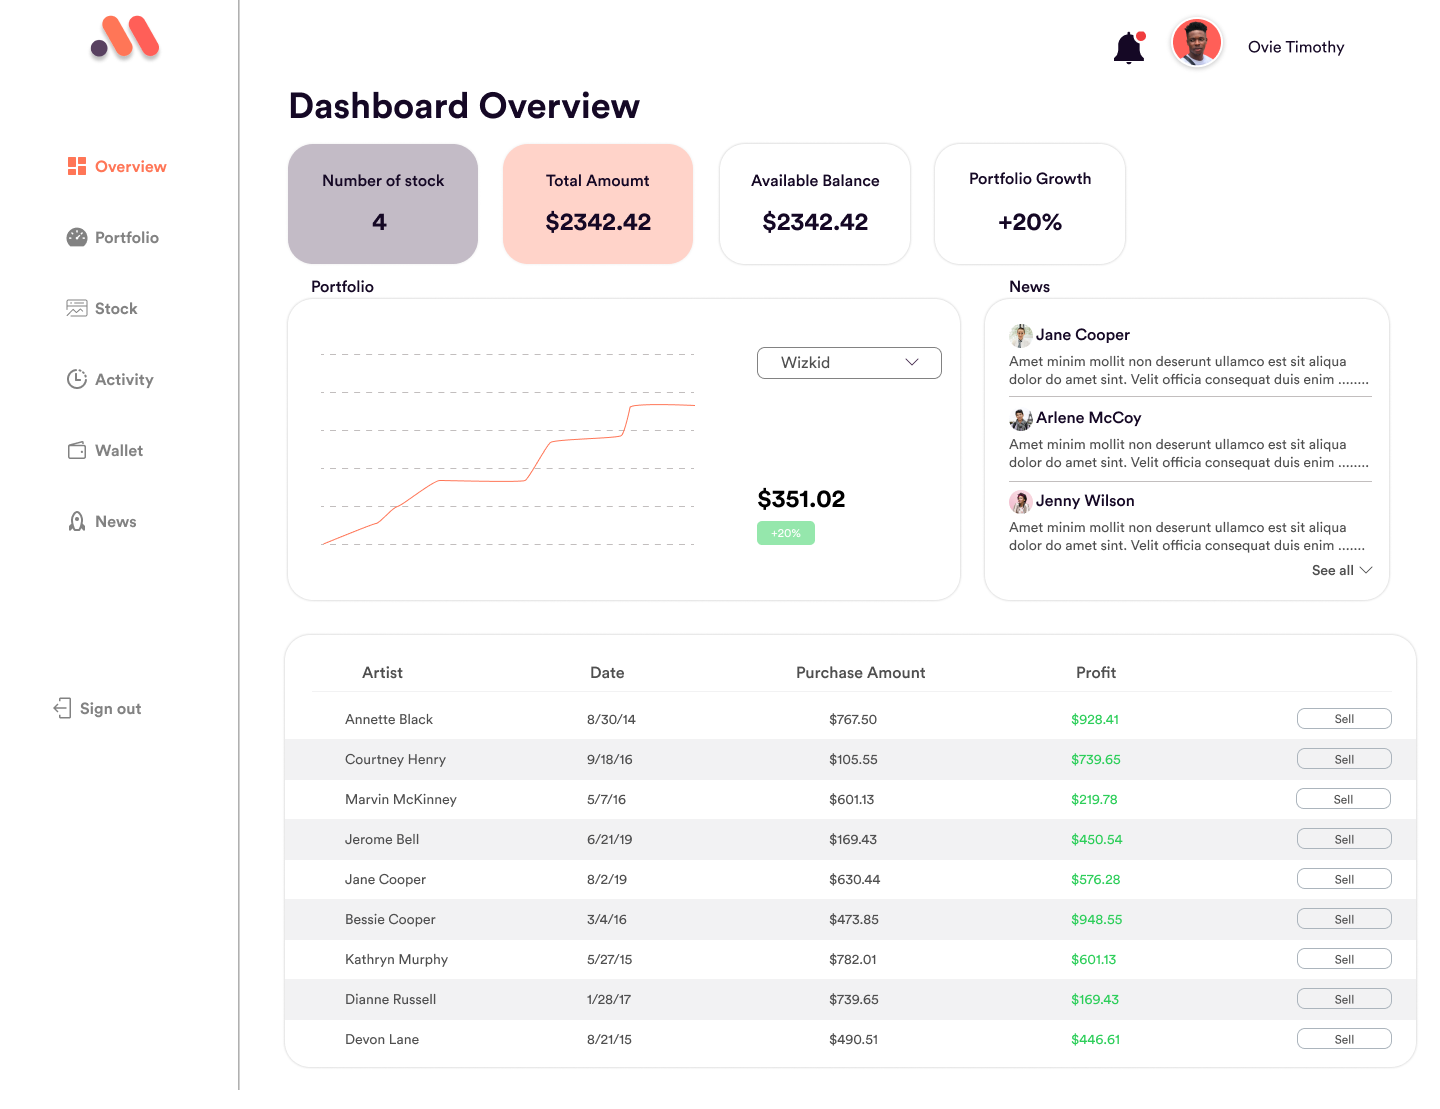 Ovie Timothy
Dashboard Overview
Overview
Portfolio
Stock
Activity
Wallet
News
Sign out
Number of stock
4
Total Amoumt
$2342.42
Available Balance
$2342.42
Portfolio Growth
+20%
Portfolio
Wizkid
$351.02
+20%
News
Jane Cooper
Amet minim mollit non deserunt ullamco est sit aliqua
dolor do amet sint. Velit officia consequat duis enim ........
Arlene McCoy
Amet minim mollit non deserunt ullamco est sit aliqua
dolor do amet sint. Velit officia consequat duis enim ........
Jenny Wilson
Amet minim mollit non deserunt ullamco est sit aliqua
dolor do amet sint. Velit officia consequat duis enim .......
See all
Artist Date Purchase Amount Profit
Annette Black 8/30/14 $767.50 $928.41 Sell
Courtney Henry 9/18/16 $105.55 $739.65 Sell
Marvin McKinney 5/7/16 $601.13 $219.78 Sell
Jerome Bell 6/21/19 $169.43 $450.54 Sell
Jane Cooper 8/2/19 $630.44 $576.28 Sell
Bessie Cooper 3/4/16 $473.85 $948.55 Sell
Kathryn Murphy 5/27/15 $782.01 $601.13 Sell
Dianne Russell 1/28/17 $739.65 $169.43 Sell
Devon Lane 8/21/15 $490.51 $446.61 Sell